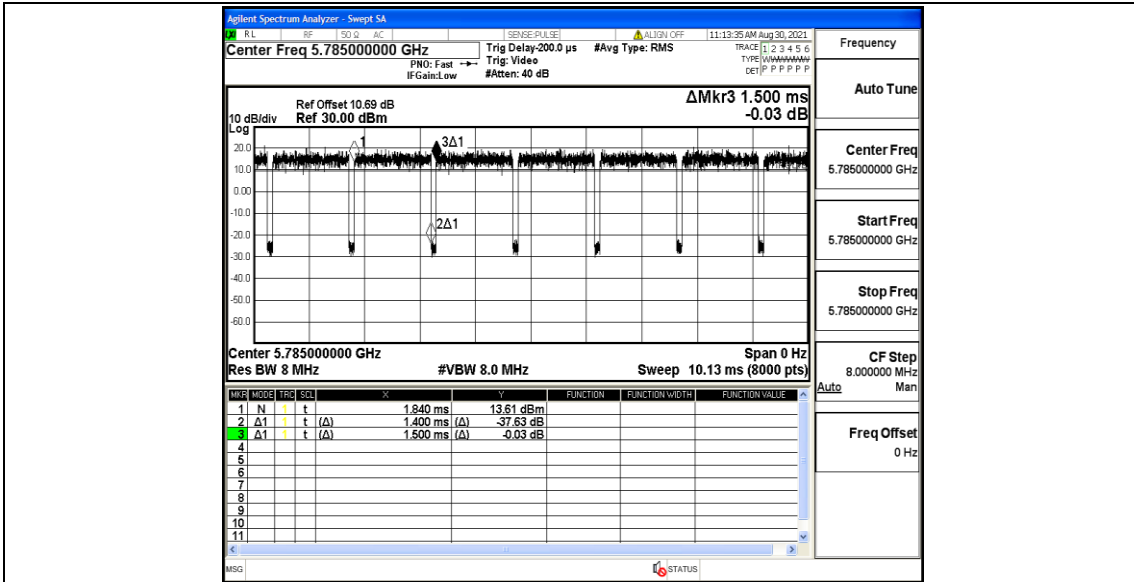 Agilent Spectrum Analyzer - Swept SA
RL RF 50 Ω AC SENSE:PULSE ALIGN OFF 11:13:35 AM Aug 30, 2021
Center Freq 5.785000000 GHz
PNO: Fast
IFGain:Low
Trig Delay-200.0 µs
Trig: Video
#Atten: 40 dB
#Avg Type: RMS
TRACE 1 2 3 4 5 6
TYPE
DET P P P P P P
Frequency
Auto Tune
Center Freq
5.785000000 GHz
Start Freq
5.785000000 GHz
Stop Freq
5.785000000 GHz
CF Step
8.000000 MHz
Auto Man
Freq Offset
0 Hz
ΔMkr3 1.500 ms
-0.03 dB
Ref Offset 10.69 dB
10 dB/div Ref 30.00 dBm
Log
20.0
10.0
0.00
-10.0
-20.0
-30.0
-40.0
-50.0
-60.0
1
3Δ1
2Δ1
Center 5.785000000 GHz Span 0 Hz
Res BW 8 MHz #VBW 8.0 MHz Sweep 10.13 ms (8000 pts)
MKR MODE TRC SCL X Y FUNCTION FUNCTION WIDTH FUNCTION VALUE
1 N 1 t 1.840 ms 13.61 dBm
2 Δ1 1 t (Δ) 1.400 ms (Δ) -37.63 dB
3 Δ1 1 t (Δ) 1.500 ms (Δ) -0.03 dB
4
5
6
7
8
9
10
11
MSG STATUS